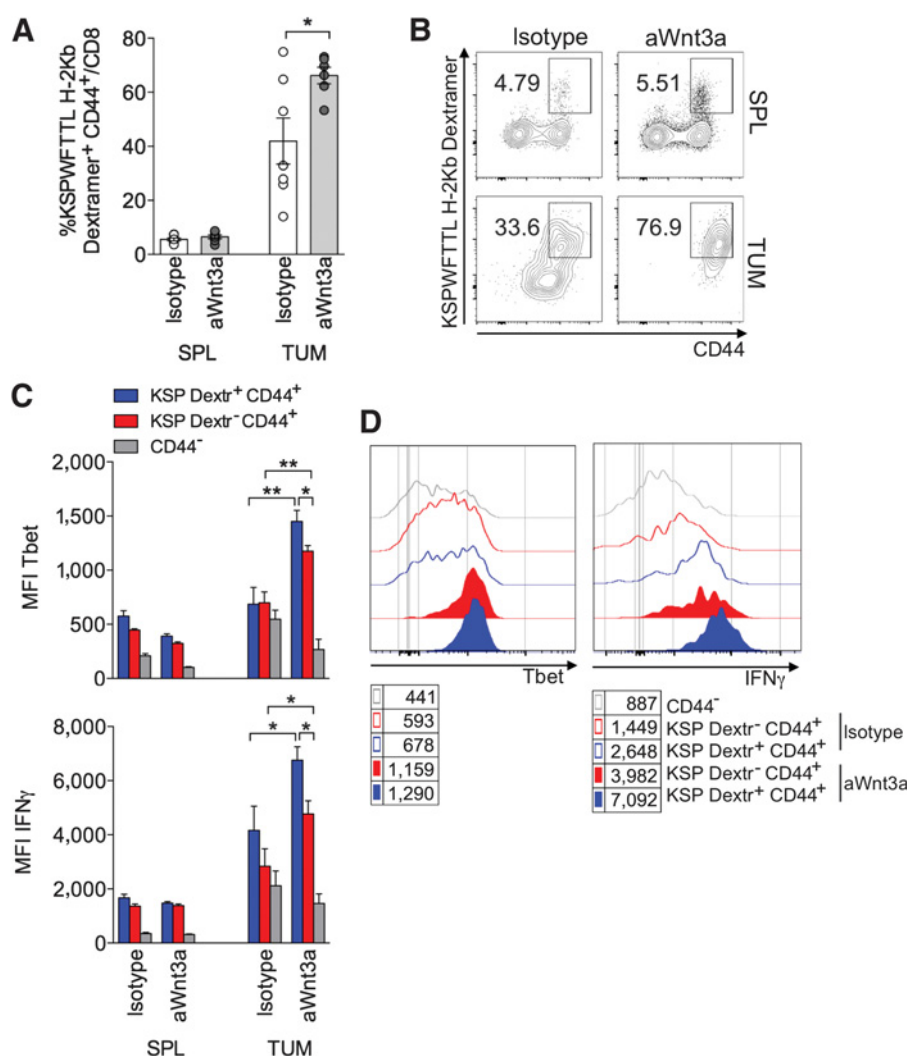 A
*
%KSPWFTTL H-2Kb
Dextramer+ CD44+/CD8
80
60
40
20
0
Isotype
aWnt3a
Isotype
aWnt3a
SPL
TUM
B
Isotype
aWnt3a
KSPWFTTL H-2Kb Dextramer
4.79
5.51
SPL
33.6
76.9
TUM
CD44
C
KSP Dextr+ CD44+
KSP Dextr- CD44+
CD44-
MFI Tbet
2,000
1,500
1,000
500
0
**
**
*
MFI IFNγ
8,000
6,000
4,000
2,000
0
*
*
*
Isotype
aWnt3a
Isotype
aWnt3a
SPL
TUM
D
Tbet
IFNγ
441
593
678
1,159
1,290
887 CD44-
1,449 KSP Dextr- CD44+
2,648 KSP Dextr+ CD44+
Isotype
3,982 KSP Dextr- CD44+
7,092 KSP Dextr+ CD44+
aWnt3a